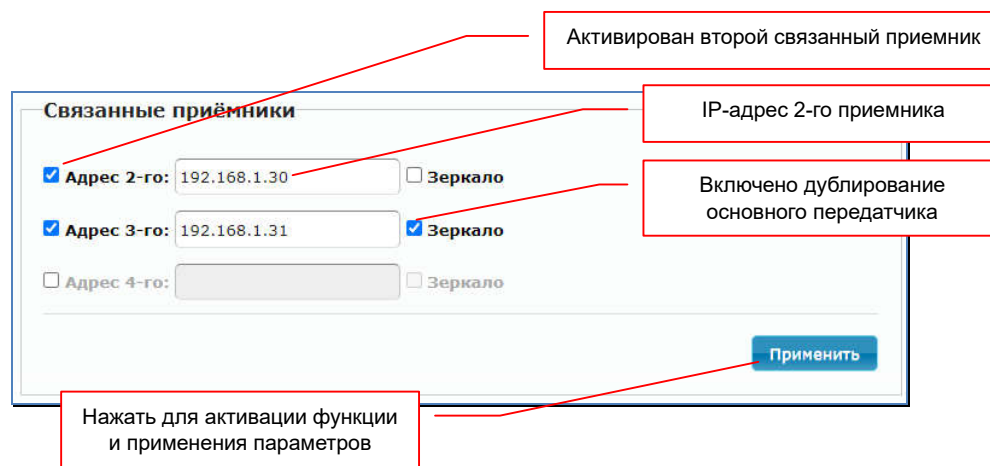 Активирован второй связанный приемник
Связанные приёмники
IP-адрес 2-го приемника
Адрес 2-го: 192.168.1.30 Зеркало
Включено дублирование
основного передатчика
Адрес 3-го: 192.168.1.31 Зеркало
Адрес 4-го: Зеркало
Применить
Нажать для активации функции
и применения параметров